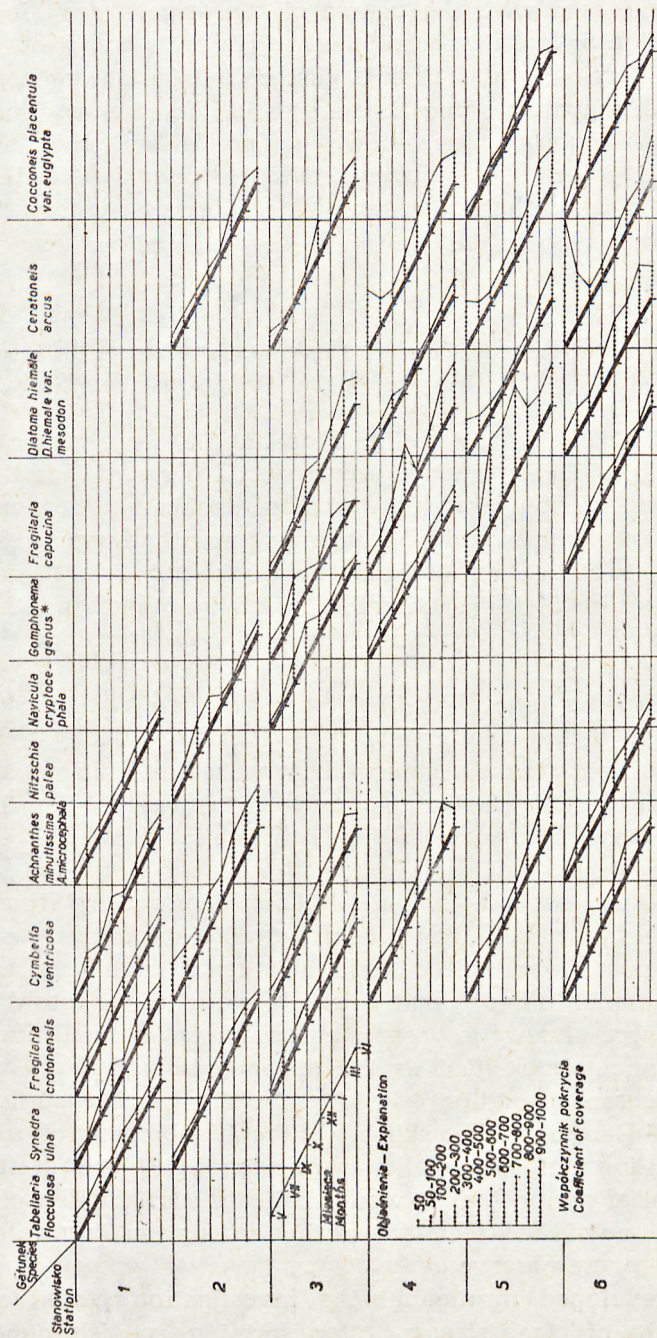 Gatunek
Species
Stanowisko
Station
Tabellaria
flocculosa
Synedra
ulna
Fragilaria
crotonensis
Cymbella
ventricosa
Achnanthes
minutissima
A.microcephala
Nitzschia
palea
Navicula
cryptoce-
phala
Gomphonema
genus*
Fragilaria
capucina
Diatoma hiemale
D.hiemale var.
mesodon
Ceratoneis
arcus
Cocconeis placentula
var. euglypta
1
2
3
4
5
6
V
VII
IX
X
XII
I
III
VI
Miesiące
Months
Objaśnienie - Explanation
50
50-100
100-200
200-300
300-400
400-500
500-600
600-700
700-800
800-900
900-1000
Współczynnik pokrycia
Coefficient of coverage